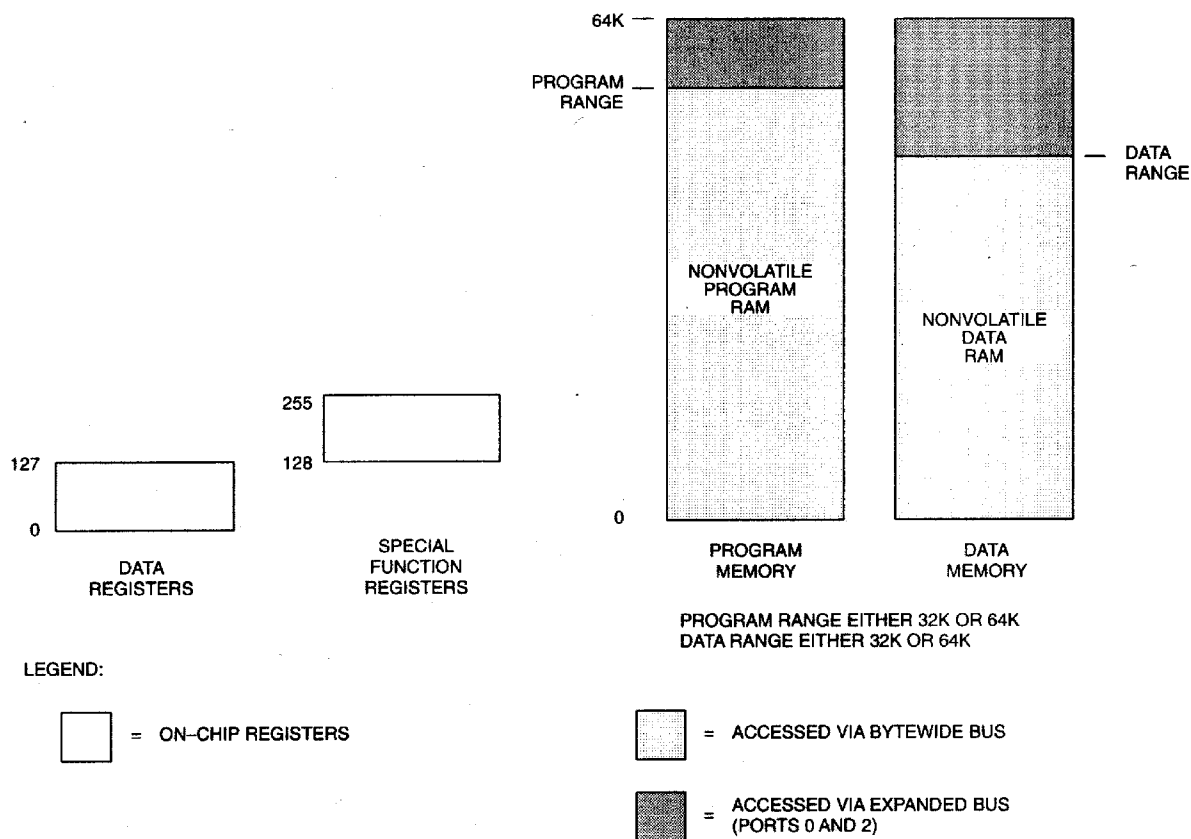 64K
PROGRAM
RANGE
DATA
RANGE
NONVOLATILE
PROGRAM
RAM
NONVOLATILE
DATA
RAM
255
128
127
0
0
DATA
REGISTERS
SPECIAL
FUNCTION
REGISTERS
PROGRAM
MEMORY
DATA
MEMORY
PROGRAM RANGE EITHER 32K OR 64K
DATA RANGE EITHER 32K OR 64K
LEGEND:
= ON–CHIP REGISTERS
= ACCESSED VIA BYTEWIDE BUS
= ACCESSED VIA EXPANDED BUS
(PORTS 0 AND 2)